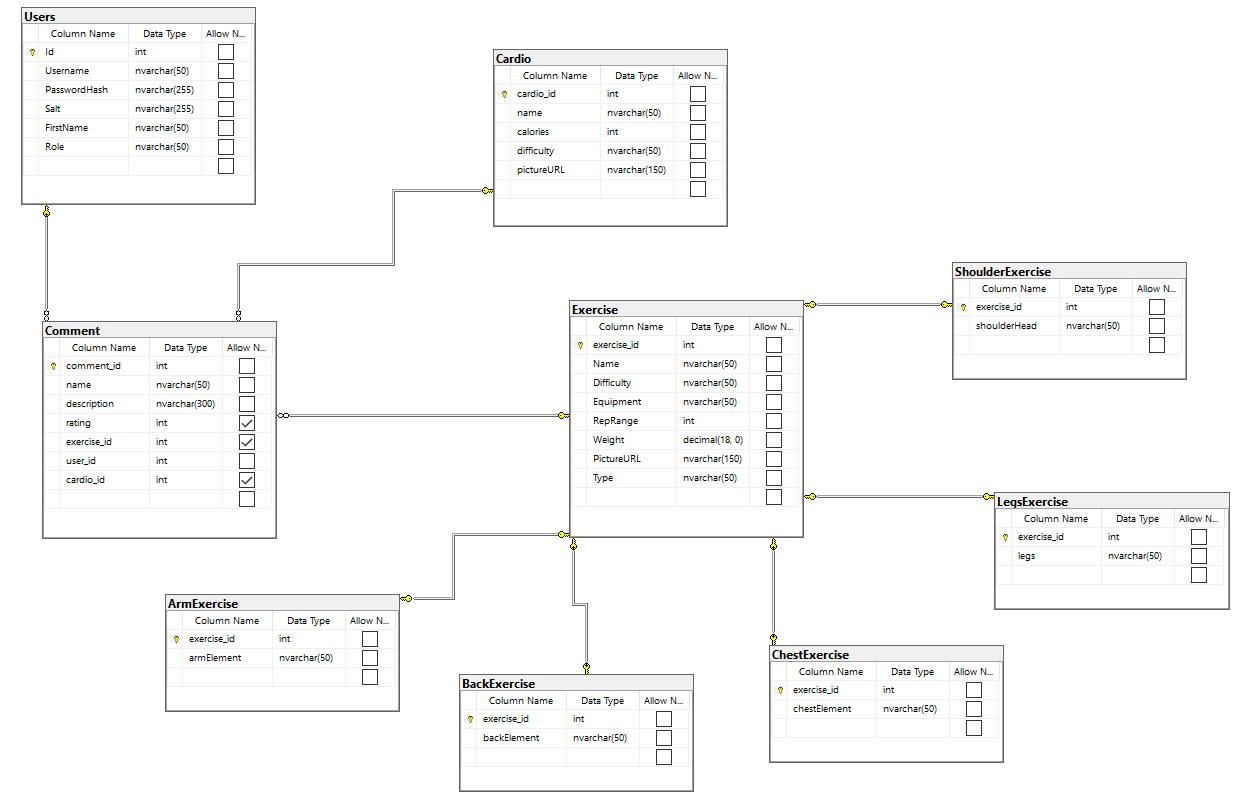 Users
Column Name Data Type Allow N...
Id int
Username nvarchar(50)
PasswordHash nvarchar(255)
Salt nvarchar(255)
FirstName nvarchar(50)
Role nvarchar(50)
Cardio
Column Name Data Type Allow N...
cardio_id int
name nvarchar(50)
calories int
difficulty nvarchar(50)
pictureURL nvarchar(150)
Comment
Column Name Data Type Allow N...
comment_id int
name nvarchar(50)
description nvarchar(300)
rating int
exercise_id int
user_id int
cardio_id int
Exercise
Column Name Data Type Allow N...
exercise_id int
Name nvarchar(50)
Difficulty nvarchar(50)
Equipment nvarchar(50)
RepRange int
Weight decimal(18, 0)
PictureURL nvarchar(150)
Type nvarchar(50)
ShoulderExercise
Column Name Data Type Allow N...
exercise_id int
shoulderHead nvarchar(50)
LegsExercise
Column Name Data Type Allow N...
exercise_id int
legs nvarchar(50)
ArmExercise
Column Name Data Type Allow N...
exercise_id int
armElement nvarchar(50)
BackExercise
Column Name Data Type Allow N...
exercise_id int
backElement nvarchar(50)
ChestExercise
Column Name Data Type Allow N...
exercise_id int
chestElement nvarchar(50)